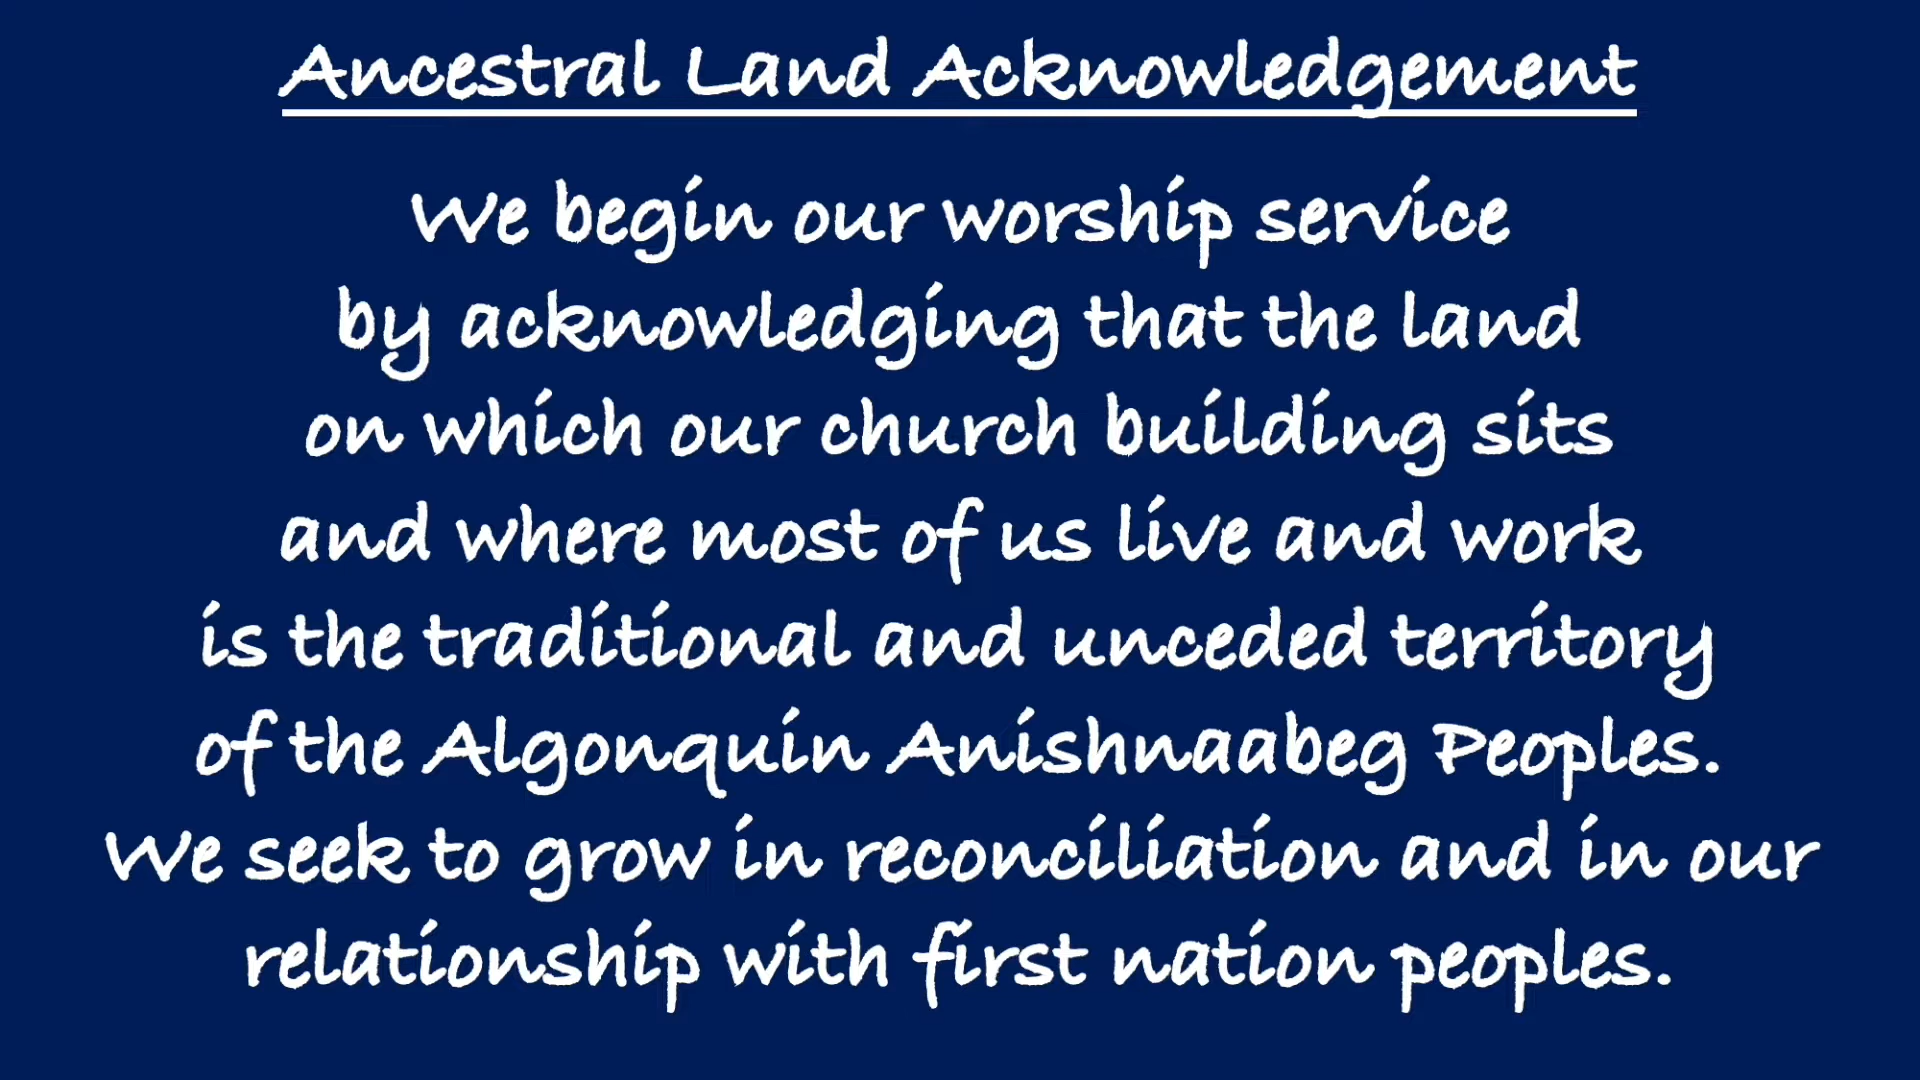 Ancestral Land Acknowledgement
We begin our worship service
by acknowledging that the land
on which our church building sits
and where most of us live and work
is the traditional and unceded territory
of the Algonquin Anishnaabeg Peoples.
We seek to grow in reconciliation and in our
relationship with first nation peoples.